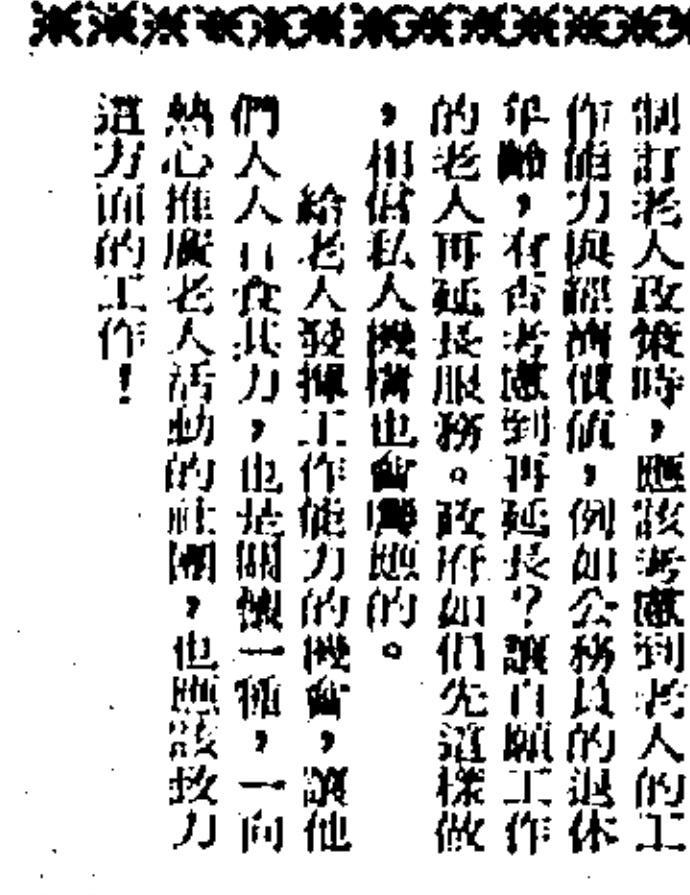 制訂老人政策時,應該考慮到老人的工
作能力與經濟價值,例如公務員的退休
年齡,有否考慮到再延長?讓自願工作
的老人再延長服務。政府如倡先這樣做
,相信私人機構也會響應的。
給老人發揮工作能力的機會,讓他
們人人自食其力,也是關懷一種,一向
熱心推廣老人活動的社團,也應該致力
這方面的工作!